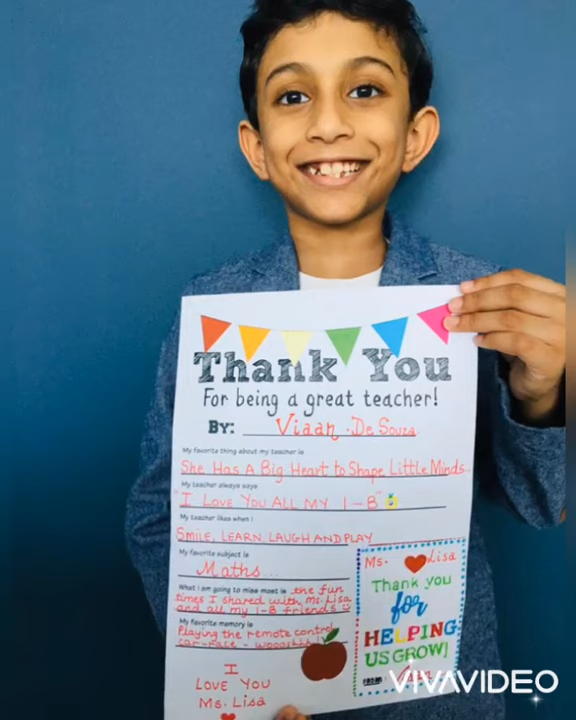 Thank You
For being a great teacher!
BY: Viaan . De Souza
My favorite thing about my teacher is
She Has A Big Heart to Shape Little Minds.
My teacher always says
"I LOVE YOU ALL MY 1-B"
My teacher likes when I
SMILE, LEARN, LAUGH AND PLAY
My favorite subject is
Maths...
What I am going to miss most is the fun
times I shared with Ms. Lisa
and all my 1-B friends
My favorite memory is
Playing the remote control
car-race - wooosh
I
LOVE YOU
Ms. Lisa
Ms. Lisa
Thank you
for
HELPING
US GROW!
FROM: Viaan
VIVAVIDEO